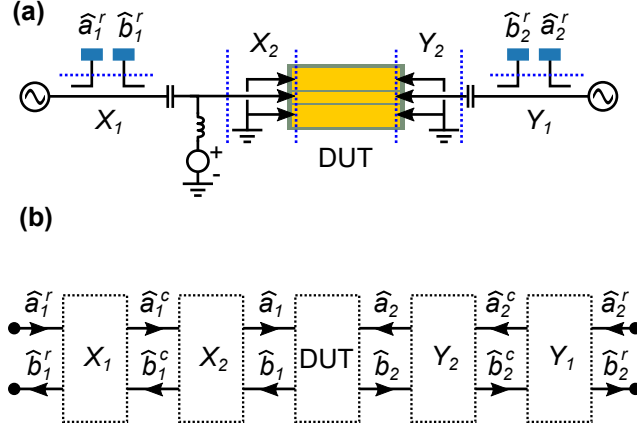 (a)
â₁ʳ b̂₁ʳ X₂ Y₂ b̂₂ʳ â₂ʳ
X₁ Y₁
+
-
DUT
(b)
â₁ʳ â₁ᶜ â₁ â₂ â₂ᶜ â₂ʳ
X₁ X₂ DUT Y₂ Y₁
b̂₁ʳ b̂₁ᶜ b̂₁ b̂₂ b̂₂ᶜ b̂₂ʳ